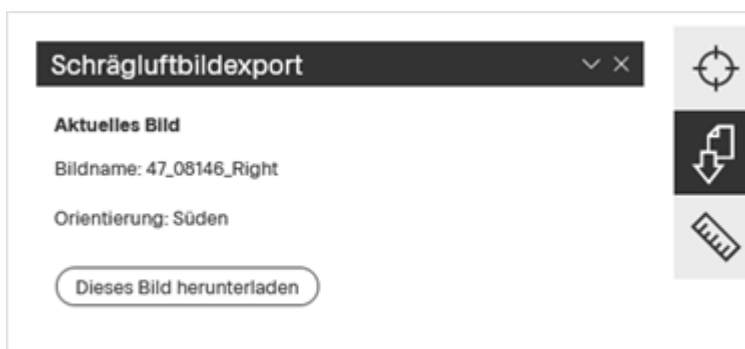 Schrägluftbildexport
Aktuelles Bild
Bildname: 47_08146_Right
Orientierung: Süden
Dieses Bild herunterladen